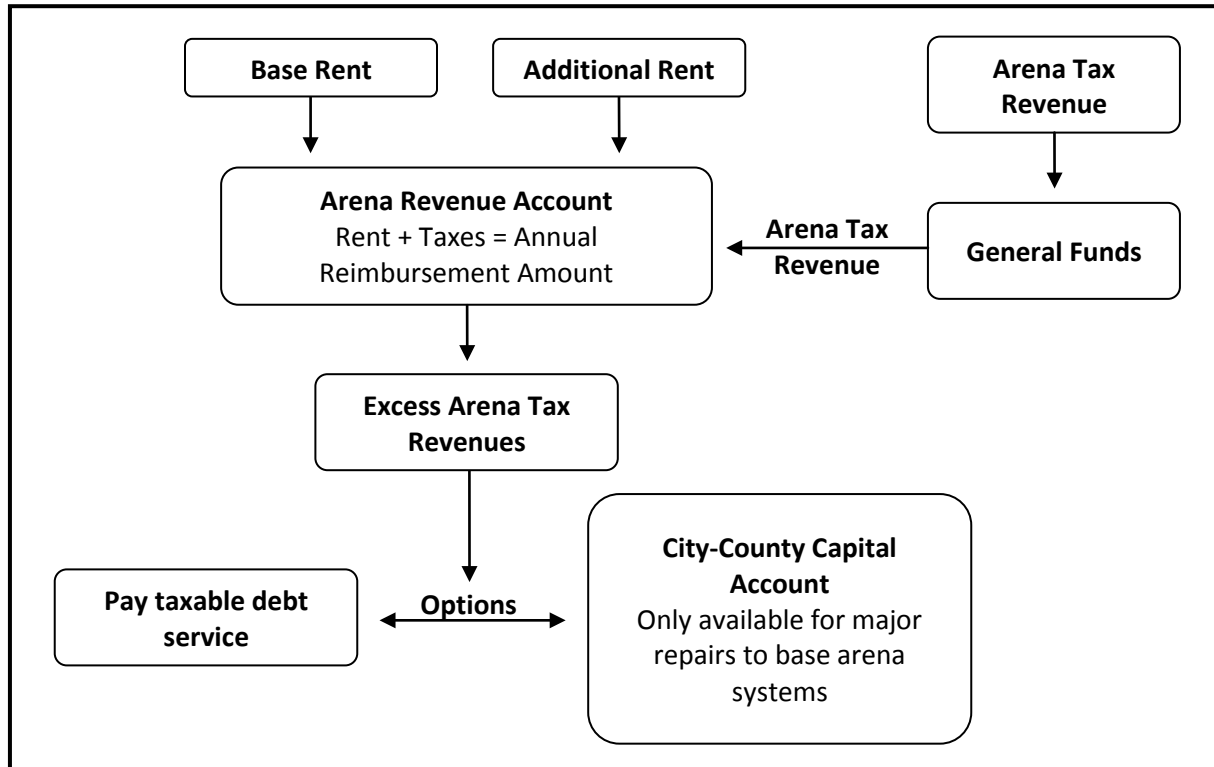 Base Rent
Additional Rent
Arena Tax
Revenue
Arena Revenue Account
Rent + Taxes = Annual
Reimbursement Amount
Arena Tax
Revenue
General Funds
Excess Arena Tax
Revenues
Pay taxable debt
service
Options
City-County Capital
Account
Only available for major
repairs to base arena
systems